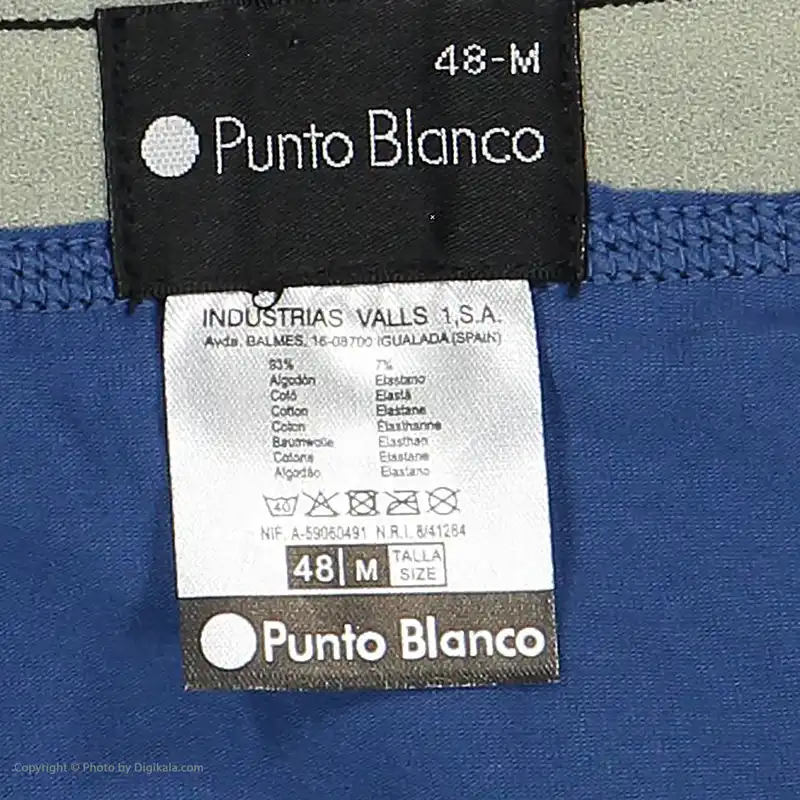 48-M
Punto Blanco
INDUSTRIAS VALLS 1, S.A.
Avda. BALMES, 16-08700 IGUALADA (SPAIN)
93% 7%
Algodón Elastano
Cotó Elastà
Cotton Elastane
Coton Élasthanne
Baumwolle Elasthan
Cotone Elastane
Algodão Elastano
40
NIF. A-59060491 N.R.I. 8/41284
48 M TALLA
SIZE
Punto Blanco
Copyright © Photo by Digikala.com